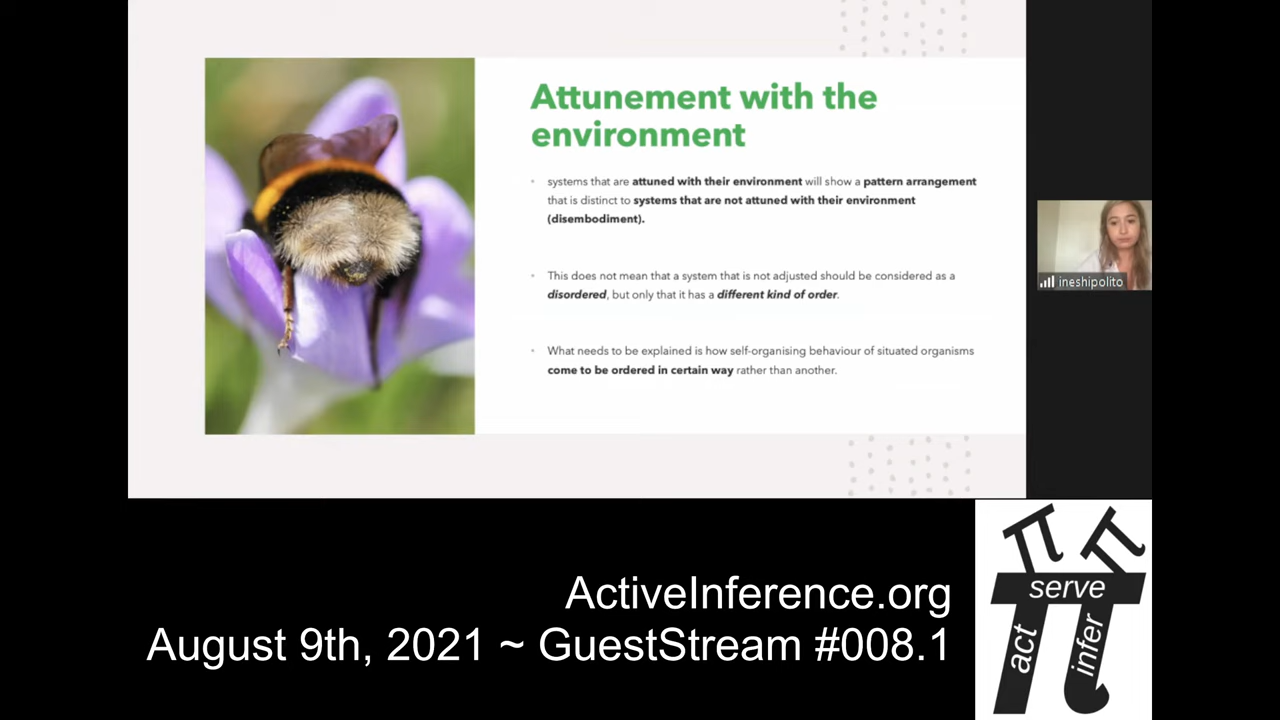 Attunement with the
environment
systems that are attuned with their environment will show a pattern arrangement
that is distinct to systems that are not attuned with their environment
(disembodiment).
This does not mean that a system that is not adjusted should be considered as a
disordered, but only that it has a different kind of order.
What needs to be explained is how self-organising behaviour of situated organisms
come to be ordered in certain way rather than another.
ineshipolito
ActiveInference.org
August 9th, 2021 ~ GuestStream #008.1
serve
act
infer